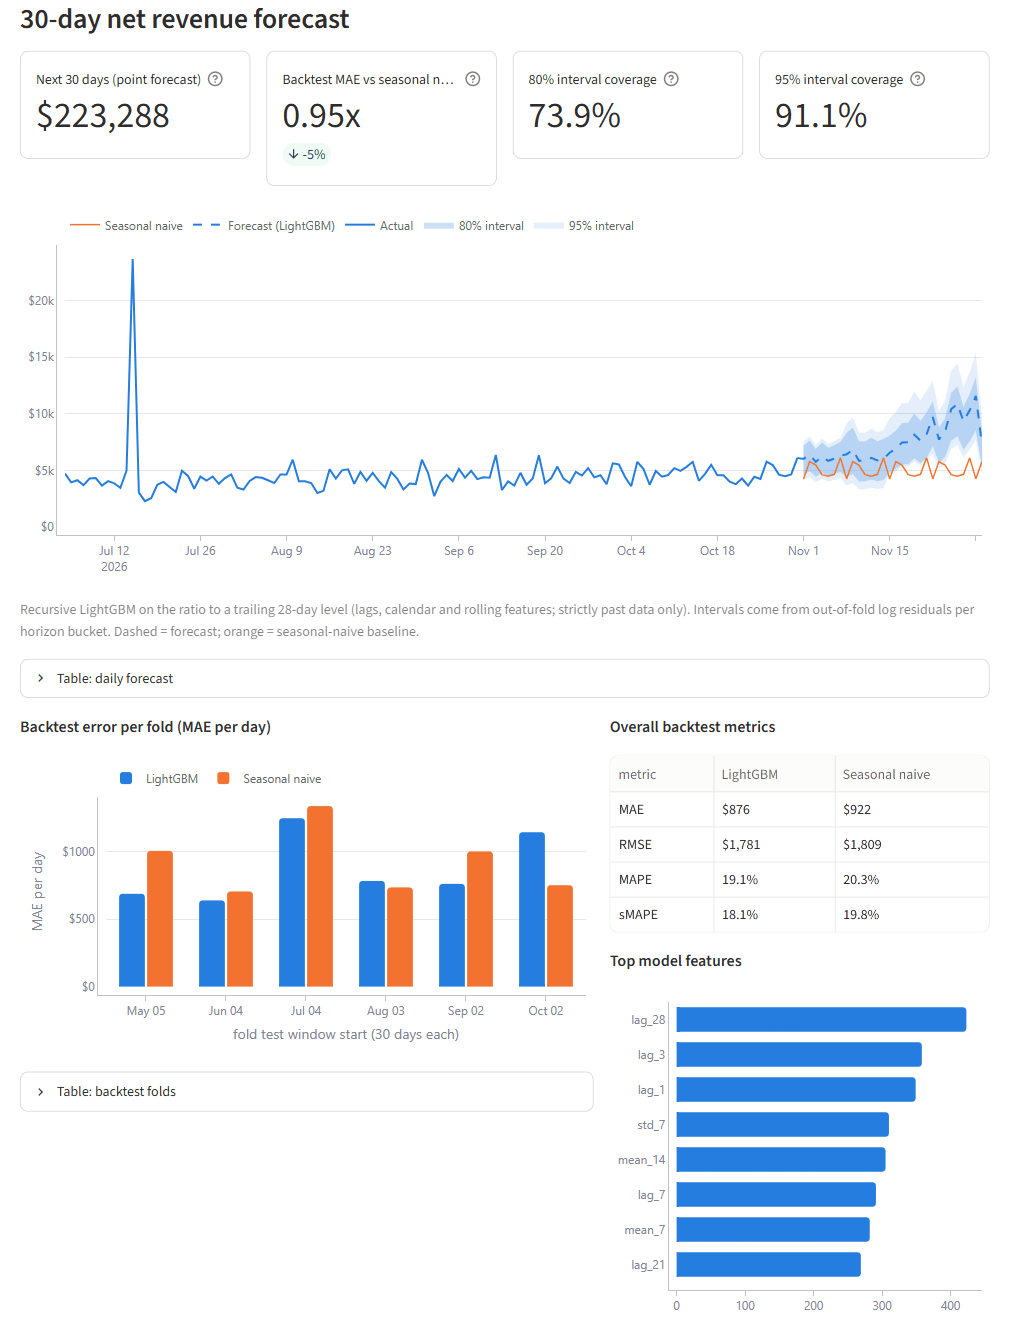 30-day net revenue forecast
Next 30 days (point forecast)
$223,288
Backtest MAE vs seasonal n...
0.95x
↓ -5%
80% interval coverage
73.9%
95% interval coverage
91.1%
Seasonal naive
Forecast (LightGBM)
Actual
80% interval
95% interval
$20k
$15k
$10k
$5k
$0
Jul 12
2026
Jul 26
Aug 9
Aug 23
Sep 6
Sep 20
Oct 4
Oct 18
Nov 1
Nov 15
Recursive LightGBM on the ratio to a trailing 28-day level (lags, calendar and rolling features; strictly past data only). Intervals come from out-of-fold log residuals per
horizon bucket. Dashed = forecast; orange = seasonal-naive baseline.
Table: daily forecast
Backtest error per fold (MAE per day)
LightGBM
Seasonal naive
MAE per day
$1000
$500
$0
May 05
Jun 04
Jul 04
Aug 03
Sep 02
Oct 02
fold test window start (30 days each)
Table: backtest folds
Overall backtest metrics
metric LightGBM Seasonal naive
MAE $876 $922
RMSE $1,781 $1,809
MAPE 19.1% 20.3%
sMAPE 18.1% 19.8%
Top model features
lag_28
lag_3
lag_1
std_7
mean_14
lag_7
mean_7
lag_21
0
100
200
300
400